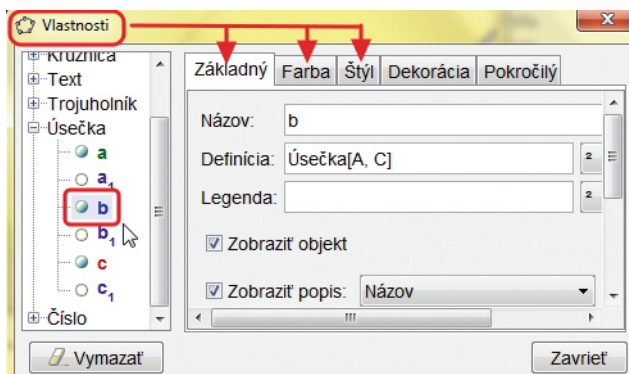 Vlastnosti
Kružnica
Text
Trojuholník
Úsečka
a
a1
b
b1
c
c1
Číslo
Vymazať
Základný Farba Štýl Dekorácia Pokročilý
Názov: b
Definícia: Úsečka[A, C]
Legenda:
Zobraziť objekt
Zobraziť popis: Názov
Zavrieť